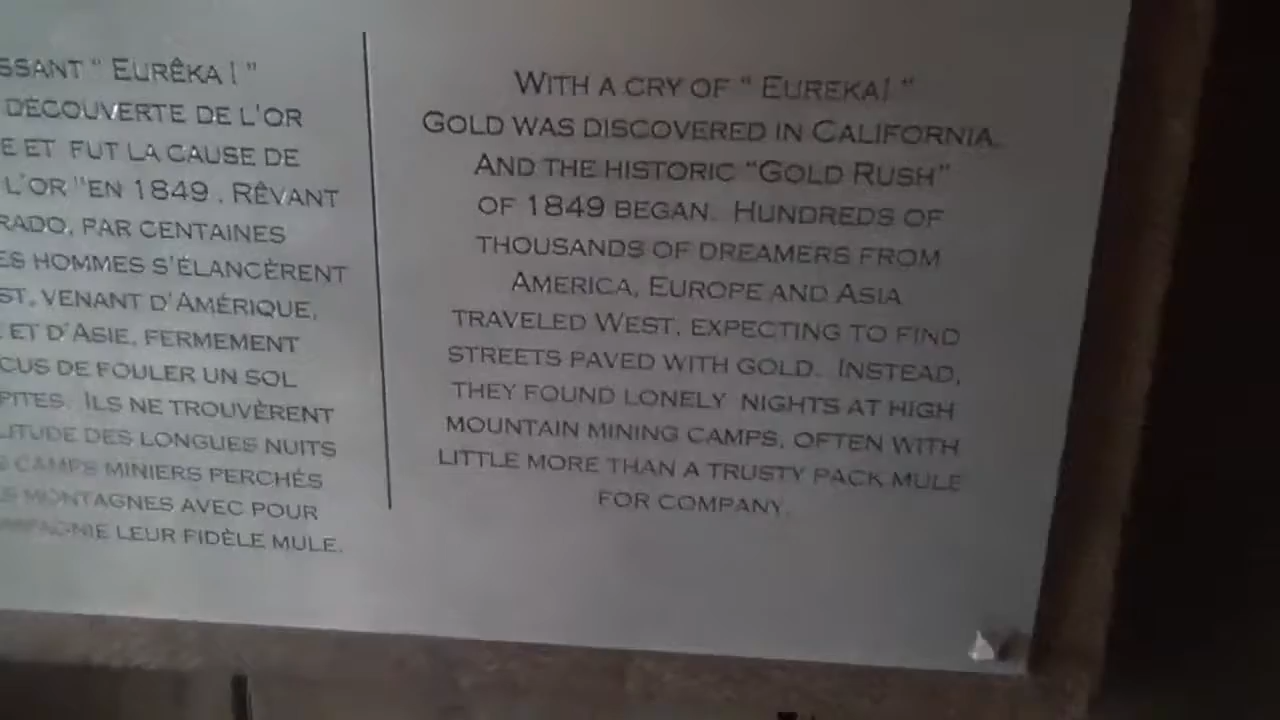 SSANT " EURÊKA ! "
DÉCOUVERTE DE L'OR
E ET FUT LA CAUSE DE
L'OR "EN 1849 . RÊVANT
RADO, PAR CENTAINES
ES HOMMES S'ÉLANCÈRENT
ST, VENANT D'AMÉRIQUE,
ET D'ASIE, FERMEMENT
CUS DE FOULER UN SOL
PITES. ILS NE TROUVÈRENT
LITUDE DES LONGUES NUITS
S CAMPS MINIERS PERCHÉS
S MONTAGNES AVEC POUR
MPAGNIE LEUR FIDÈLE MULE.
WITH A CRY OF " EUREKA! "
GOLD WAS DISCOVERED IN CALIFORNIA.
AND THE HISTORIC "GOLD RUSH"
OF 1849 BEGAN. HUNDREDS OF
THOUSANDS OF DREAMERS FROM
AMERICA, EUROPE AND ASIA
TRAVELED WEST, EXPECTING TO FIND
STREETS PAVED WITH GOLD. INSTEAD,
THEY FOUND LONELY NIGHTS AT HIGH
MOUNTAIN MINING CAMPS, OFTEN WITH
LITTLE MORE THAN A TRUSTY PACK MULE
FOR COMPANY.